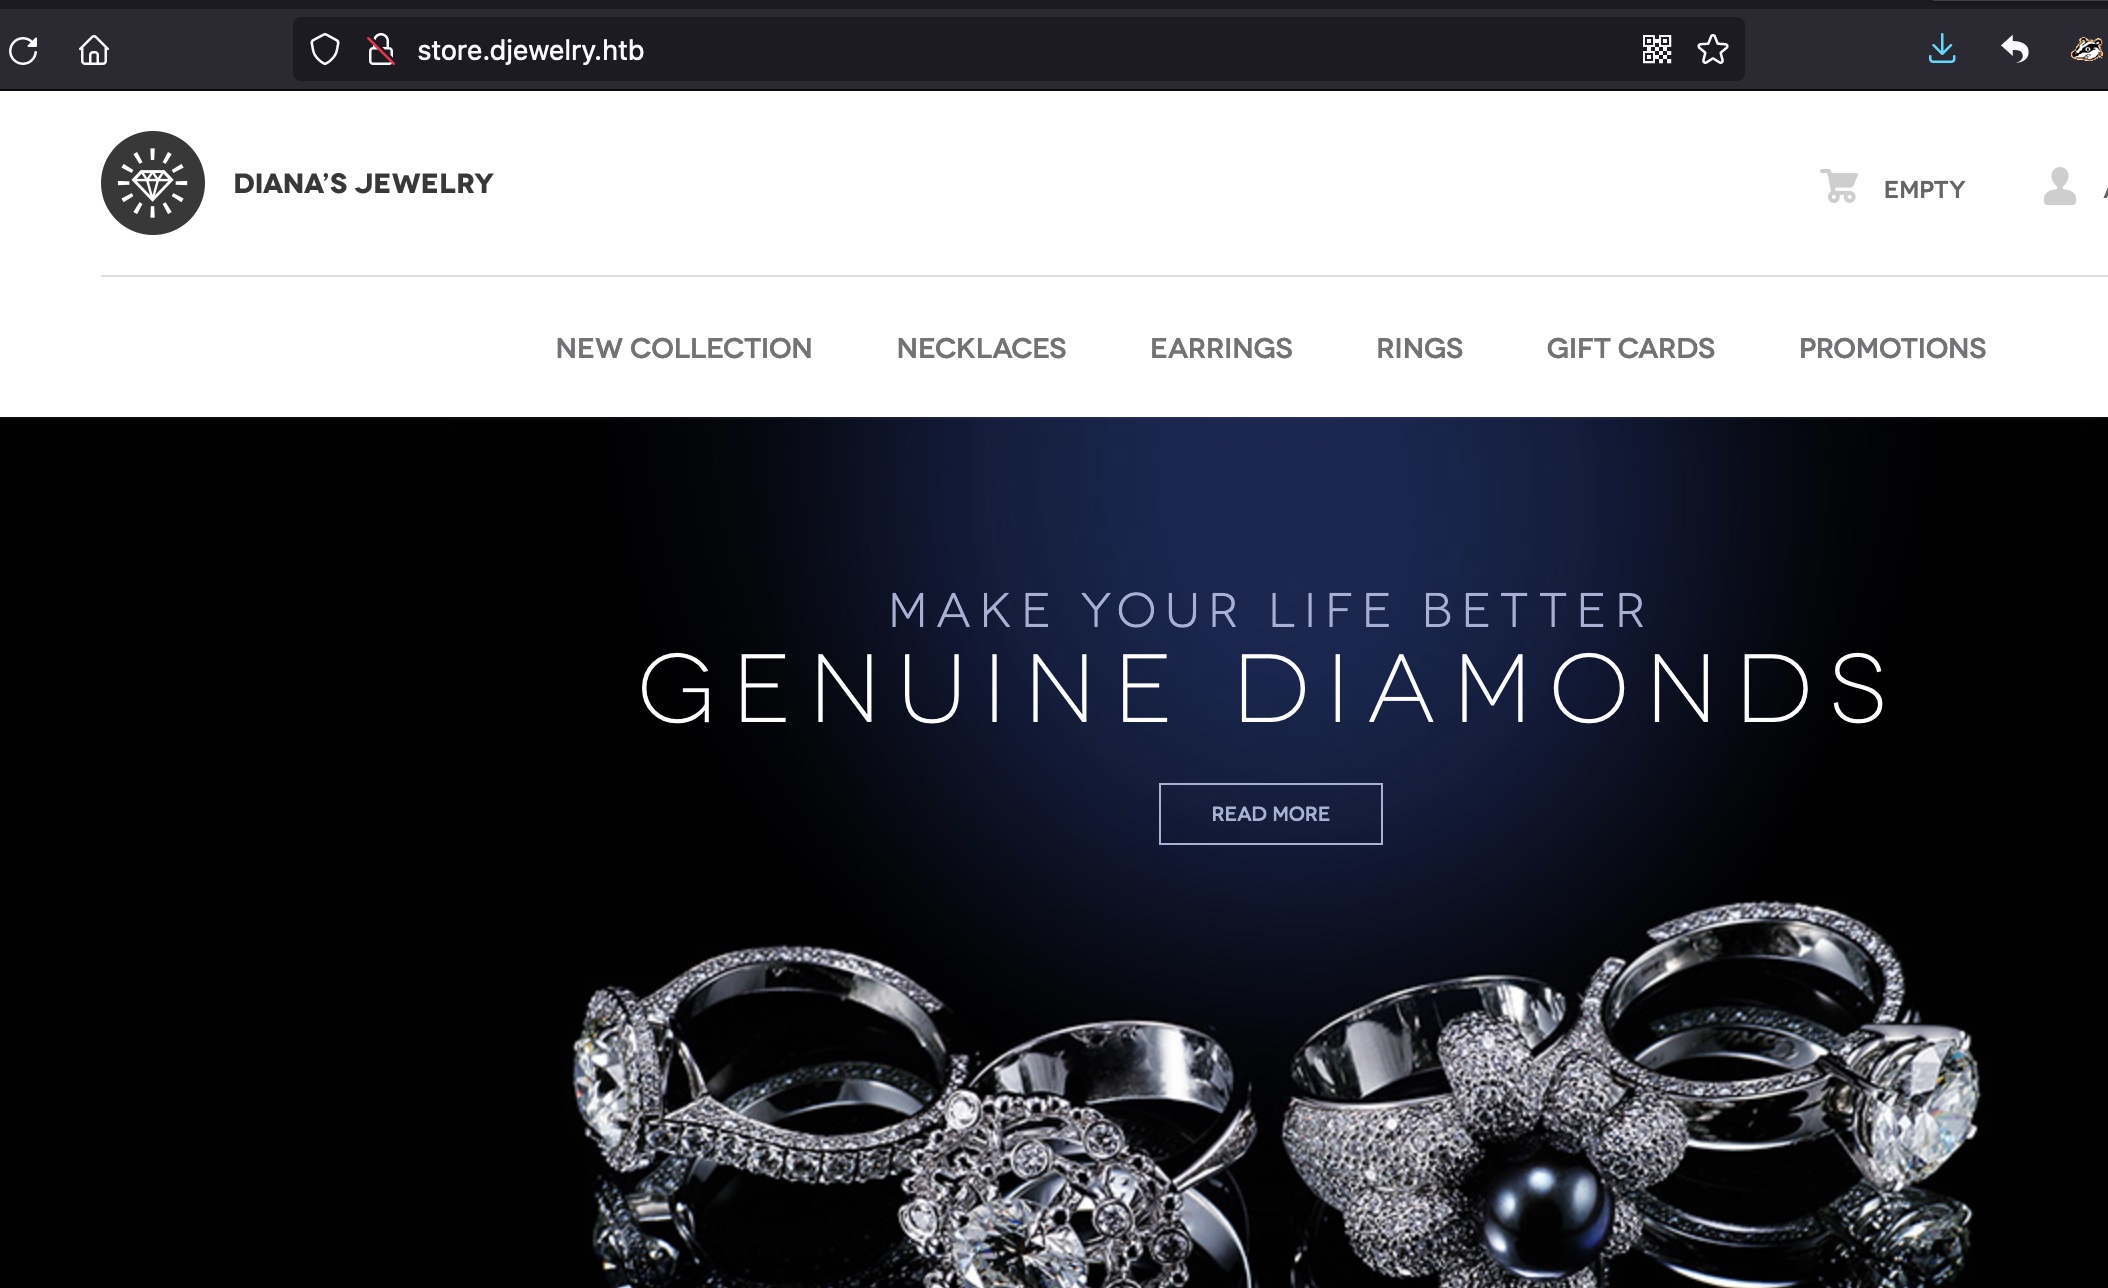 store.djewelry.htb
DIANA'S JEWELRY
EMPTY
NEW COLLECTION NECKLACES EARRINGS RINGS GIFT CARDS PROMOTIONS
MAKE YOUR LIFE BETTER
GENUINE DIAMONDS
READ MORE